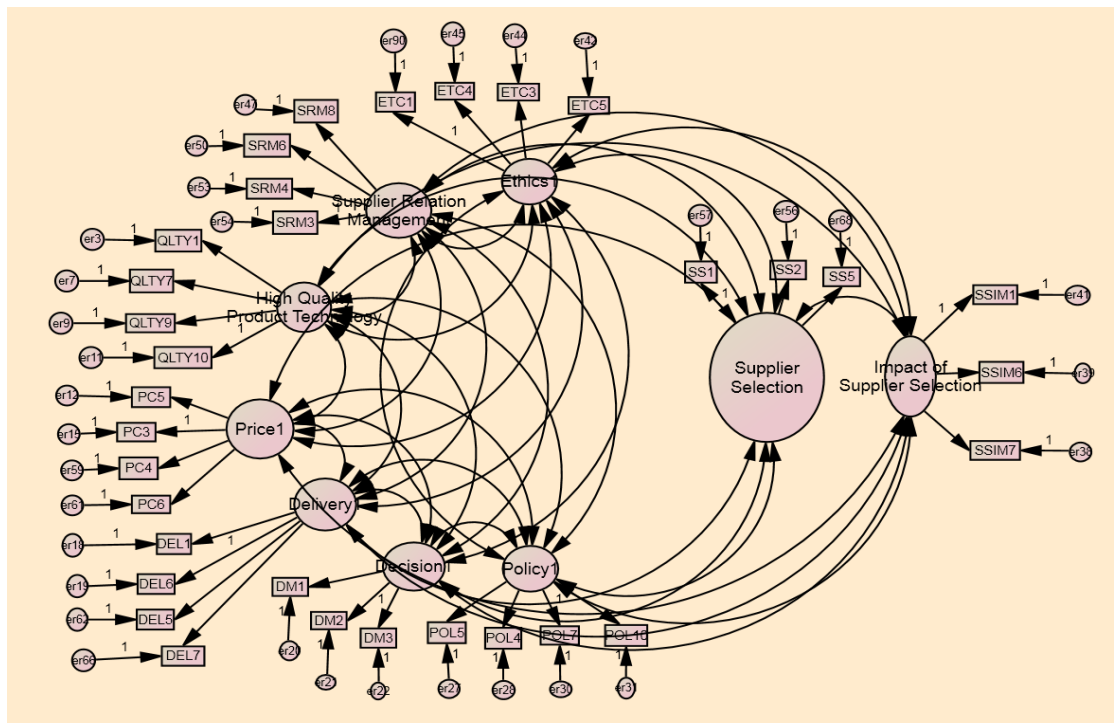 er90
er45
er44
er42
1
1
1
1
ETC1
ETC4
ETC3
ETC5
1
er47
1
SRM8
er50
1
SRM6
er53
1
SRM4
er54
1
SRM3
1
Ethics1
Supplier Relation
Management
er3
1
QLTY1
er7
1
QLTY7
er9
1
QLTY9
er11
1
QLTY10
1
High Quality
Product Technology
er57
er56
er68
1
1
1
SS1
SS2
SS5
1
Supplier
Selection
Impact of
Supplier Selection
1
SSIM1
1
er41
SSIM6
1
er39
SSIM7
1
er38
er12
1
PC5
er15
1
PC3
1
er59
1
PC4
er61
1
PC6
Price1
er18
1
DEL1
1
er19
1
DEL6
er62
1
DEL5
er66
1
DEL7
Delivery
Decision1
Policy1
DM1
1
er20
DM2
1
er21
DM3
1
1
er22
POL5
1
er27
POL4
1
er28
POL7
1
1
er30
POL10
1
er31